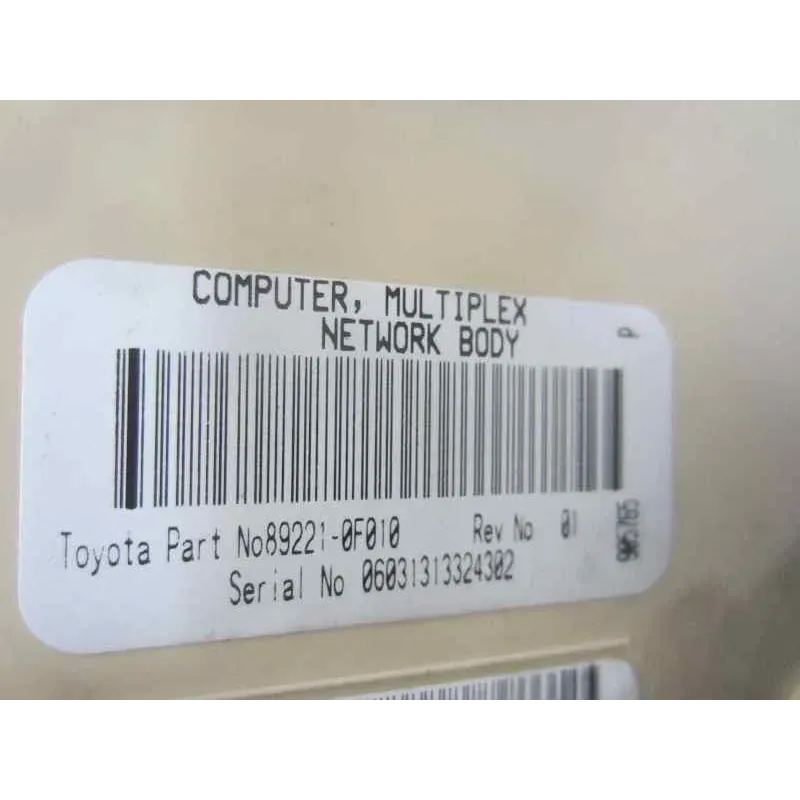 COMPUTER, MULTIPLEX
NETWORK BODY
P
Toyota Part No89221-0F010 Rev No 01
Serial No 06031313324302